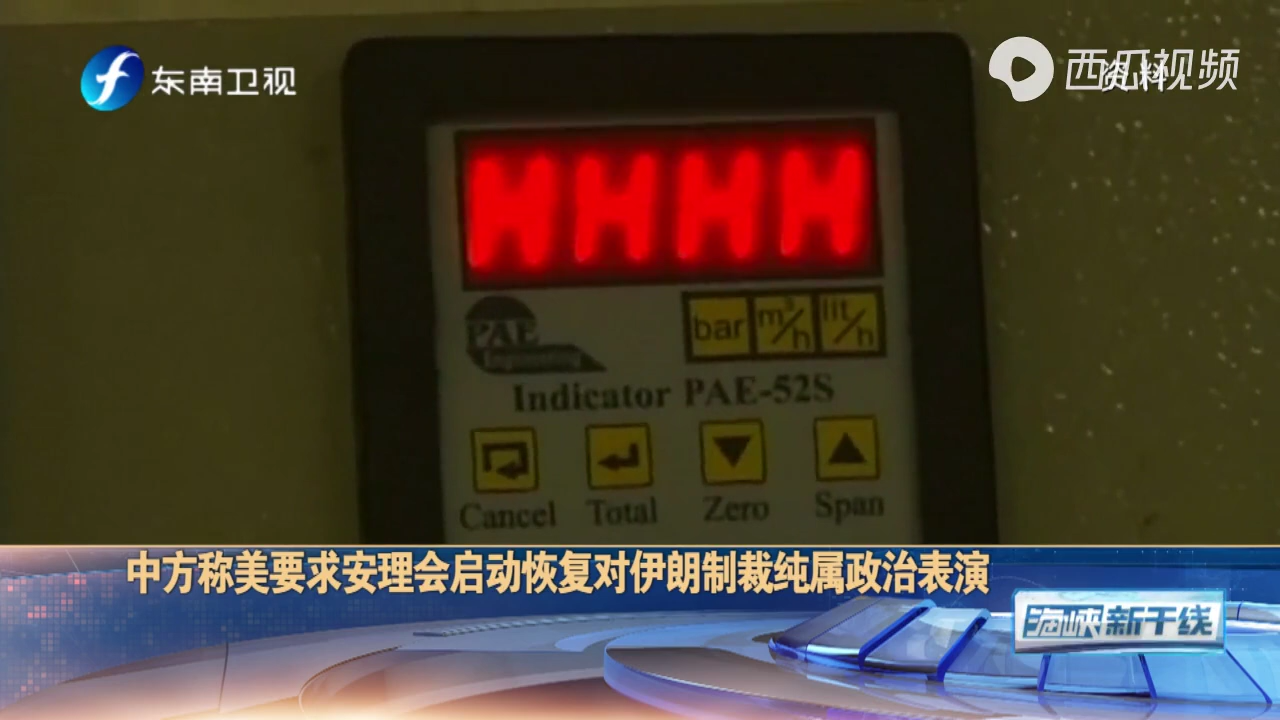 东南卫视
西瓜视频
资料
HHHH
PAE
Engineering
bar m³/h lit/h
Indicator PAE-52S
Cancel Total Zero Span
中方称美要求安理会启动恢复对伊朗制裁纯属政治表演
海峡新干线